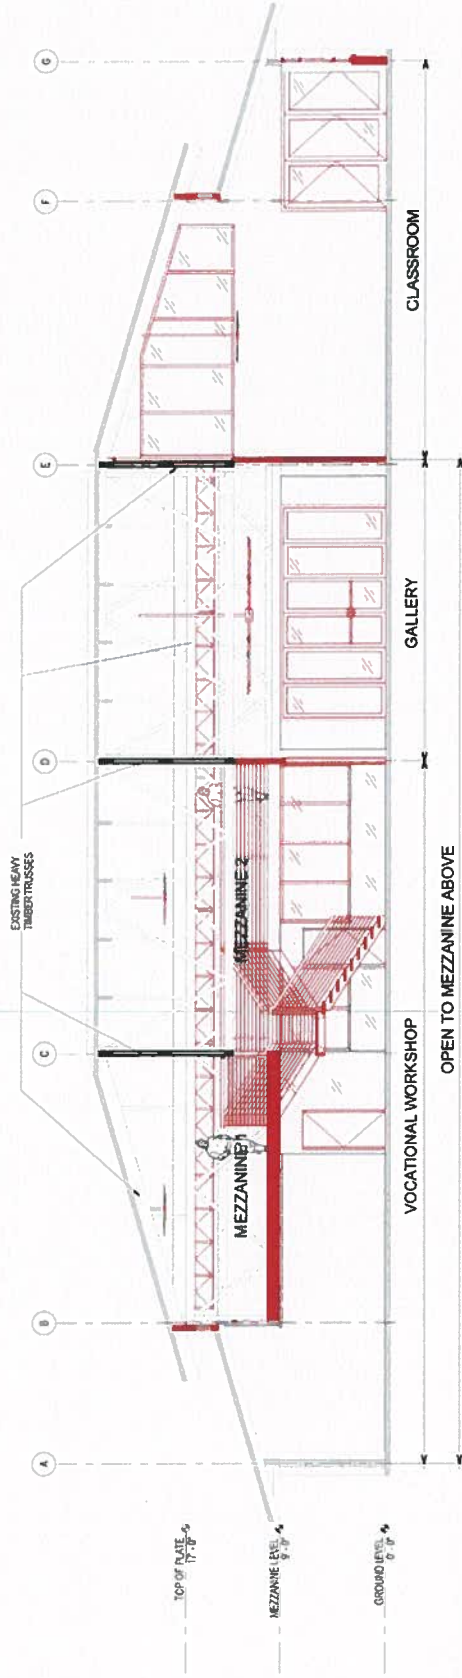 EXISTING HEAVY
TIMBER TRUSSES
A
B
C
D
E
F
G
TOP OF PLATE
17'-0"
MEZZANINE LEVEL
9'-0"
GROUND LEVEL
0'-0"
MEZZANINE 1
MEZZANINE 2
VOCATIONAL WORKSHOP
GALLERY
CLASSROOM
OPEN TO MEZZANINE ABOVE